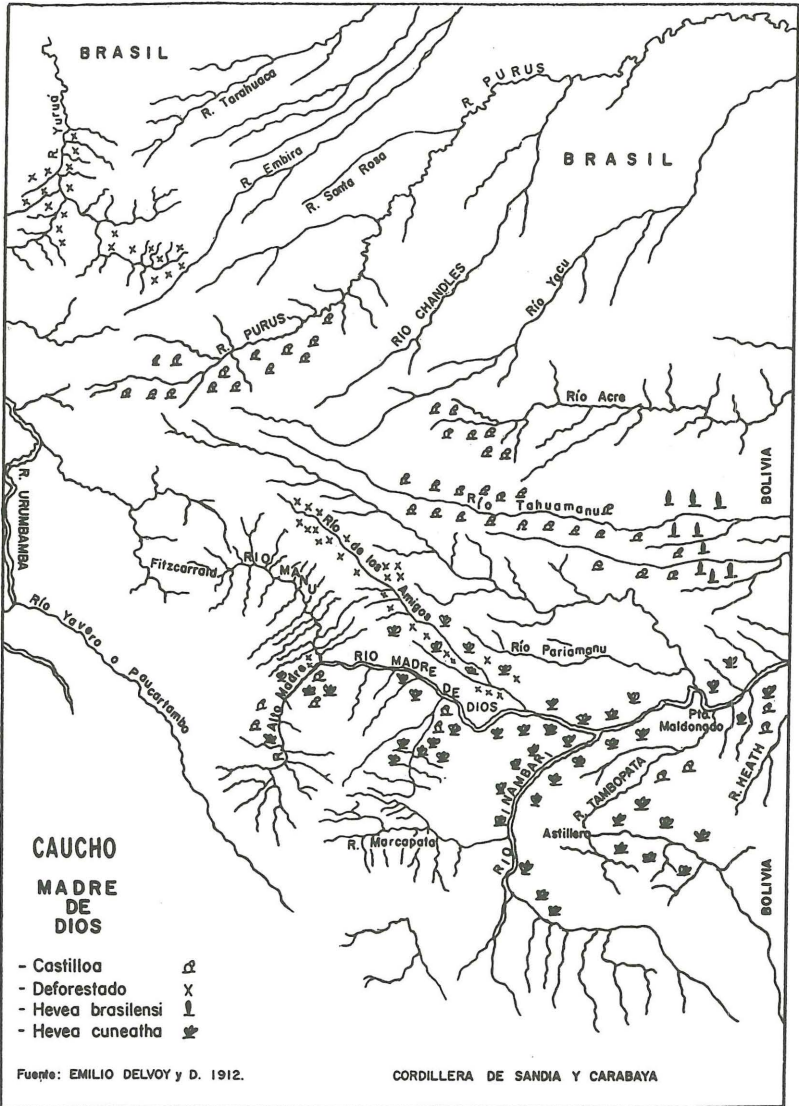 BRASIL
R. Yuruá
R. Tarahuaca
R. PURUS
R. Embira
R. Santa Rosa
BRASIL
RIO CHANDLES
Río Yacu
R. PURUS
Río Acre
R. URUMBAMBA
BOLIVIA
Río Tahuamanu
Río de los Amigos
Fitzcarrald
RIO MANU
Río Yavero o Paucartambo
Río Pariamanu
RIO MADRE DE DIOS
R. Alto Madre
Pto. Maldonado
RIO INAMBARI
R. TAMBOPATA
R. HEATH
Astillero
R. Marcapata
BOLIVIA
CAUCHO
MADRE
DE
DIOS
- Castilloa
- Deforestado x
- Hevea brasilensi
- Hevea cuneatha
Fuente: EMILIO DELVOY y D. 1912.
CORDILLERA DE SANDIA Y CARABAYA